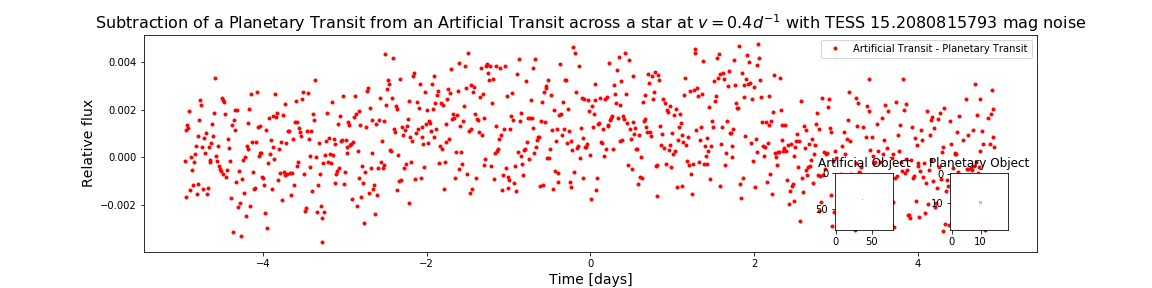 Subtraction of a Planetary Transit from an Artificial Transit across a star at v = 0.4d⁻¹ with TESS 15.2080815793 mag noise
Artificial Transit - Planetary Transit
Relative flux
0.004
0.002
0.000
−0.002
Artificial Object
Planetary Object
0
50
0
50
0
10
0
10
−4
−2
0
2
4
Time [days]